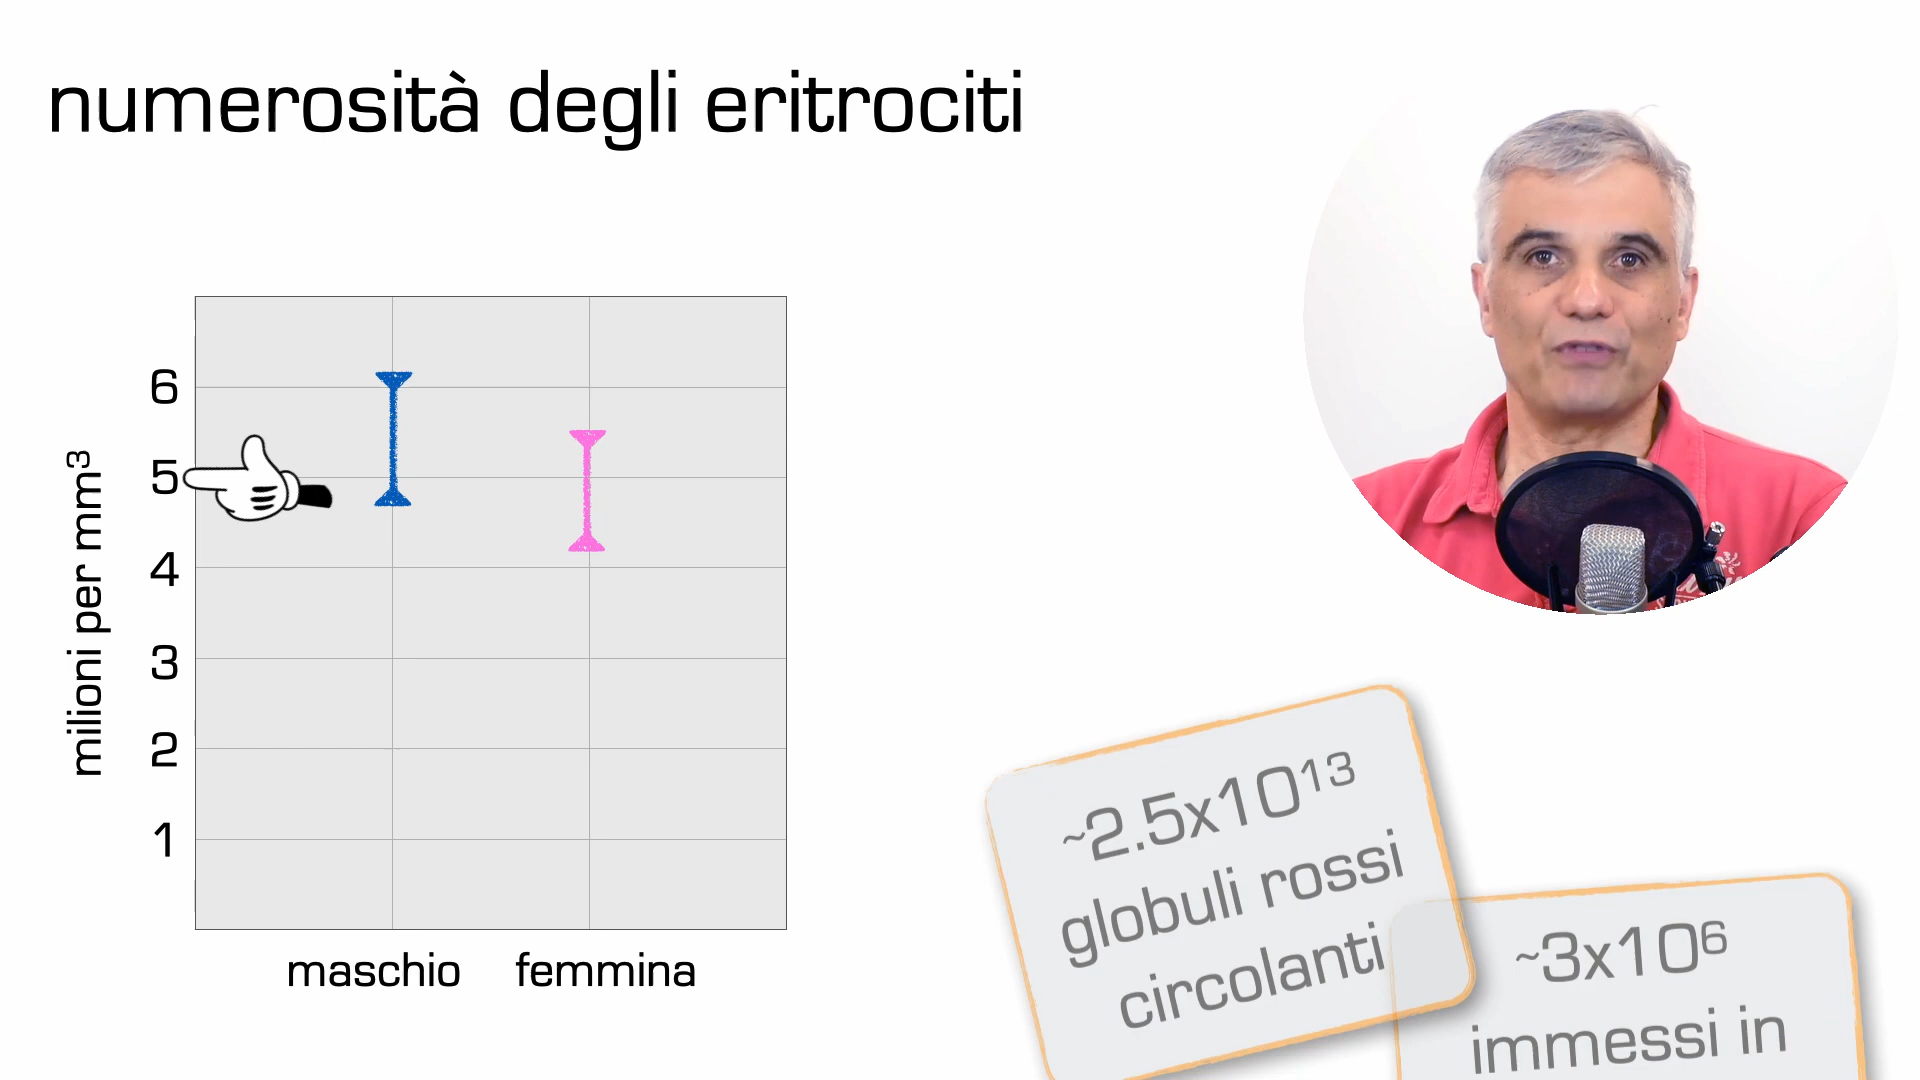 numerosità degli eritrociti
milioni per mm³
6
5
4
3
2
1
maschio femmina
~2.5x10¹³
globuli rossi
circolanti
~3x10⁶
immessi in